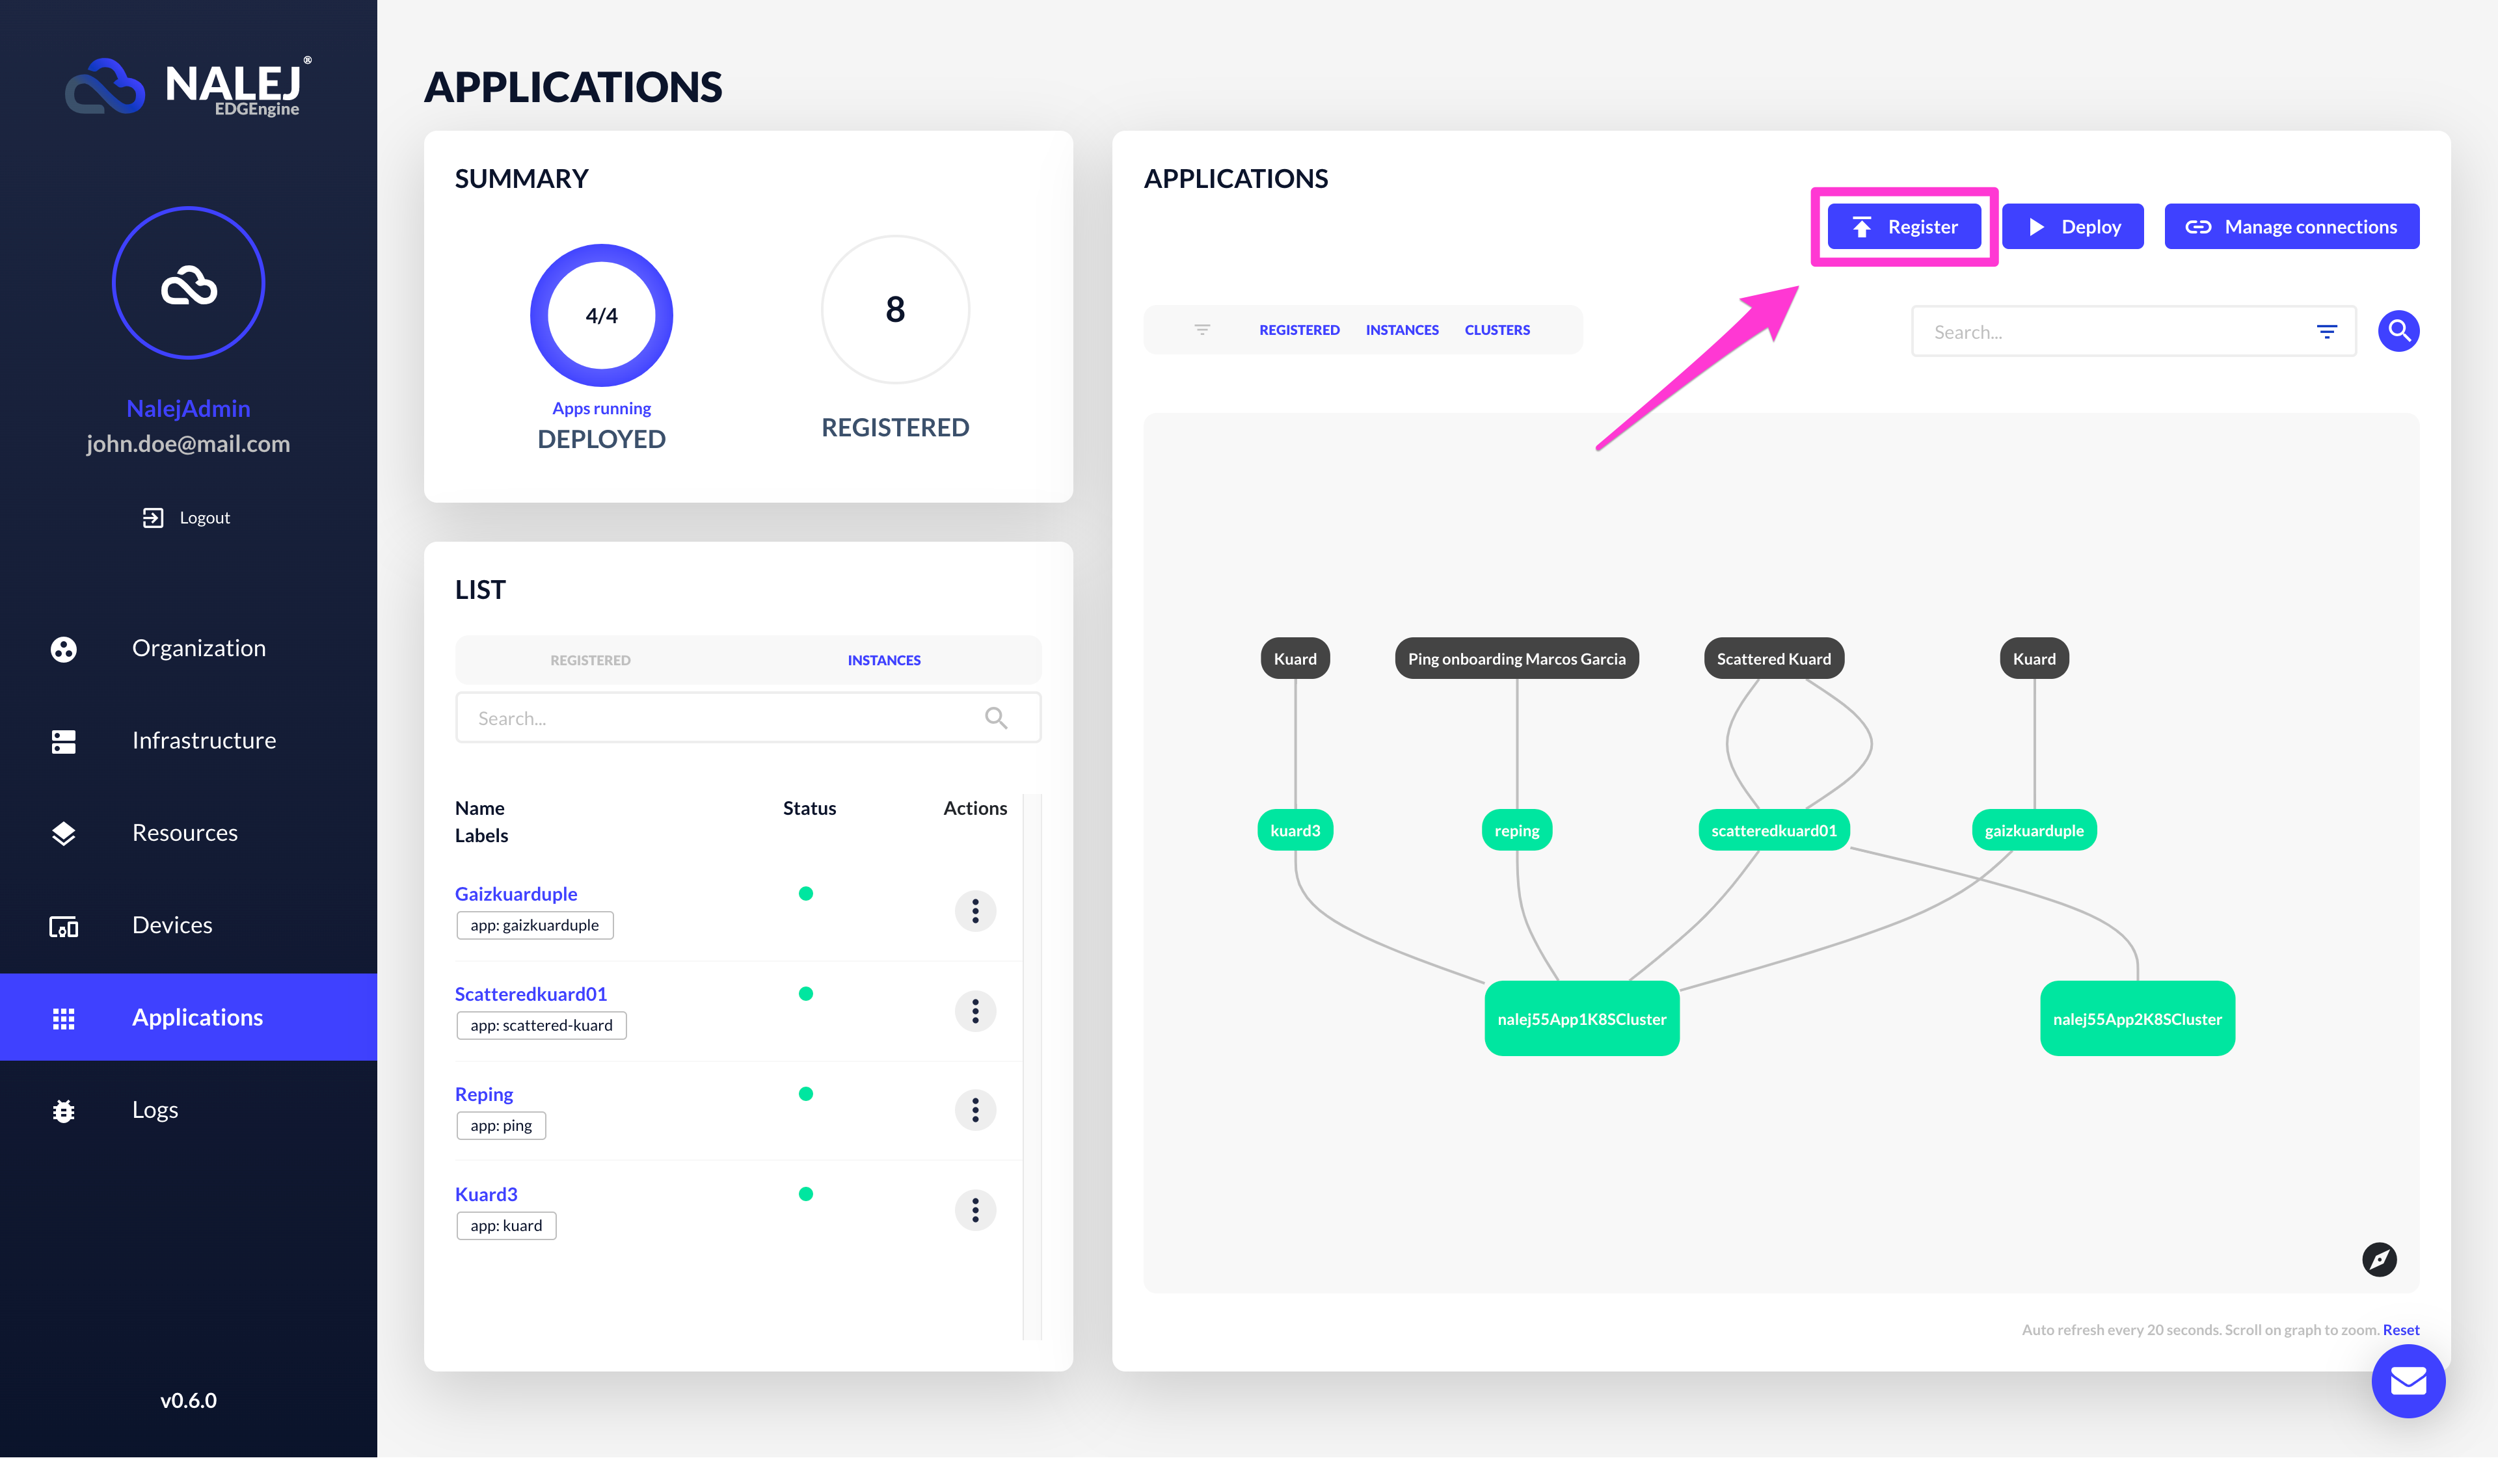 NALEJ®
EDGEngine
NalejAdmin
john.doe@mail.com
Logout
Organization
Infrastructure
Resources
Devices
Applications
Logs
v0.6.0
APPLICATIONS
SUMMARY
4/4
Apps running
DEPLOYED
8
REGISTERED
LIST
REGISTERED INSTANCES
Search...
Name Status Actions
Labels
Gaizkuarduple
app: gaizkuarduple
Scatteredkuard01
app: scattered-kuard
Reping
app: ping
Kuard3
app: kuard
APPLICATIONS
Register Deploy Manage connections
REGISTERED INSTANCES CLUSTERS
Search...
Kuard Ping onboarding Marcos Garcia Scattered Kuard Kuard
kuard3 reping scatteredkuard01 gaizkuarduple
nalej55App1K8SCluster nalej55App2K8SCluster
Auto refresh every 20 seconds. Scroll on graph to zoom. Reset